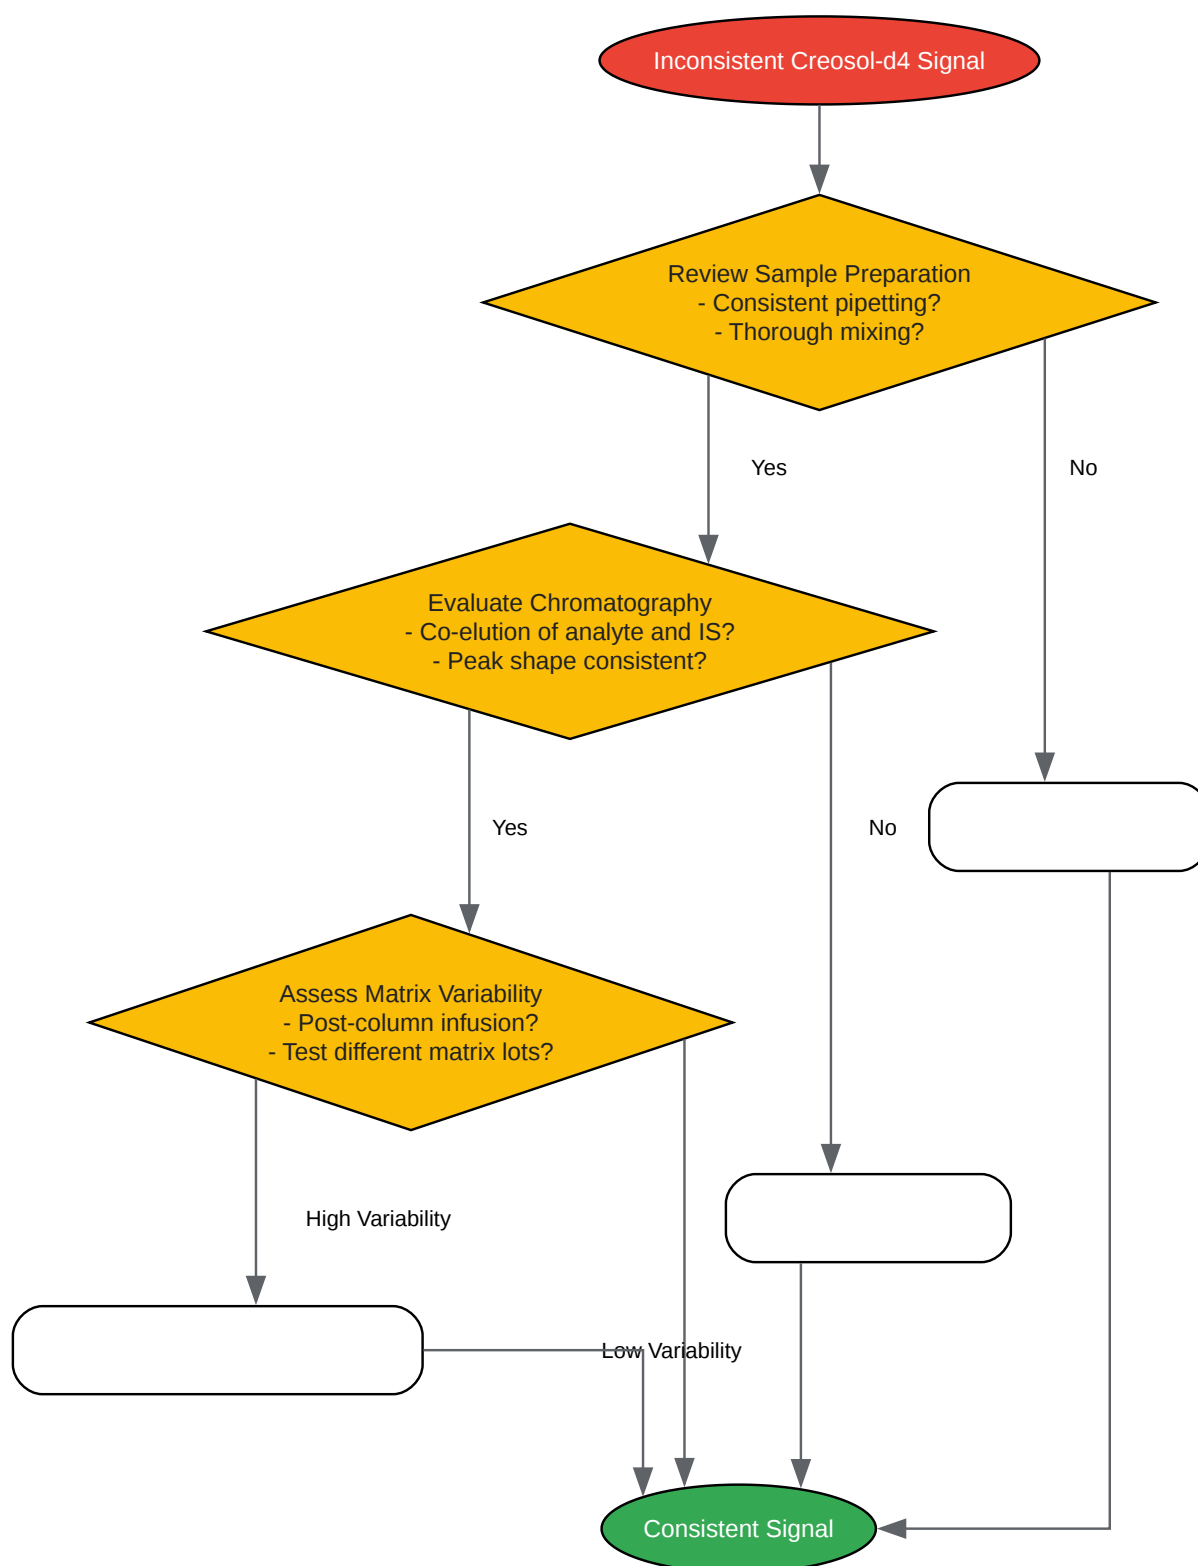 Inconsistent Creosol-d4 Signal
Review Sample Preparation
- Consistent pipetting?
- Thorough mixing?
Yes
No
Evaluate Chromatography
- Co-elution of analyte and IS?
- Peak shape consistent?
Yes
No
Assess Matrix Variability
- Post-column infusion?
- Test different matrix lots?
High Variability
Low Variability
Consistent Signal